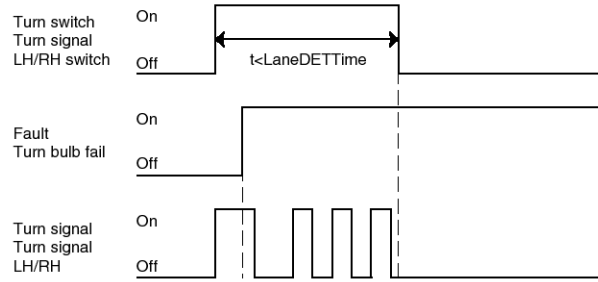 Turn switch
Turn signal
LH/RH switch
On
Off
t<LaneDETTime
Fault
Turn bulb fail
On
Off
Turn signal
Turn signal
LH/RH
On
Off